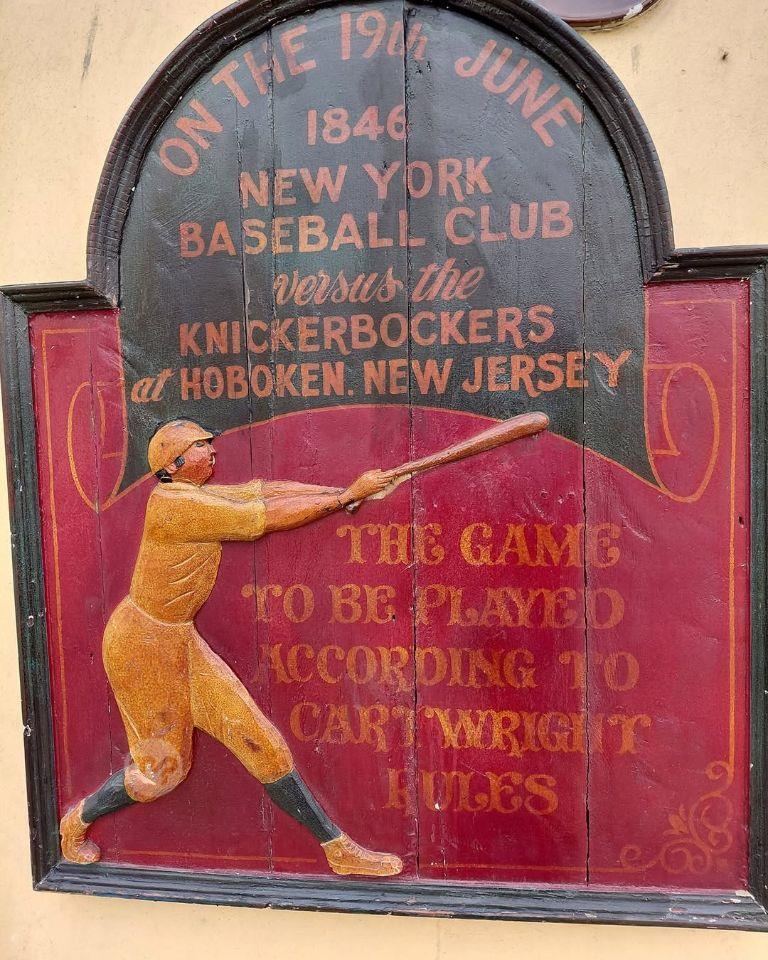 ON THE 19th JUNE
1846
NEW YORK
BASEBALL CLUB
versus the
KNICKERBOCKERS
at HOBOKEN. NEW JERSEY
THE GAME
TO BE PLAYED
ACCORDING TO
CARTWRIGHT
RULES